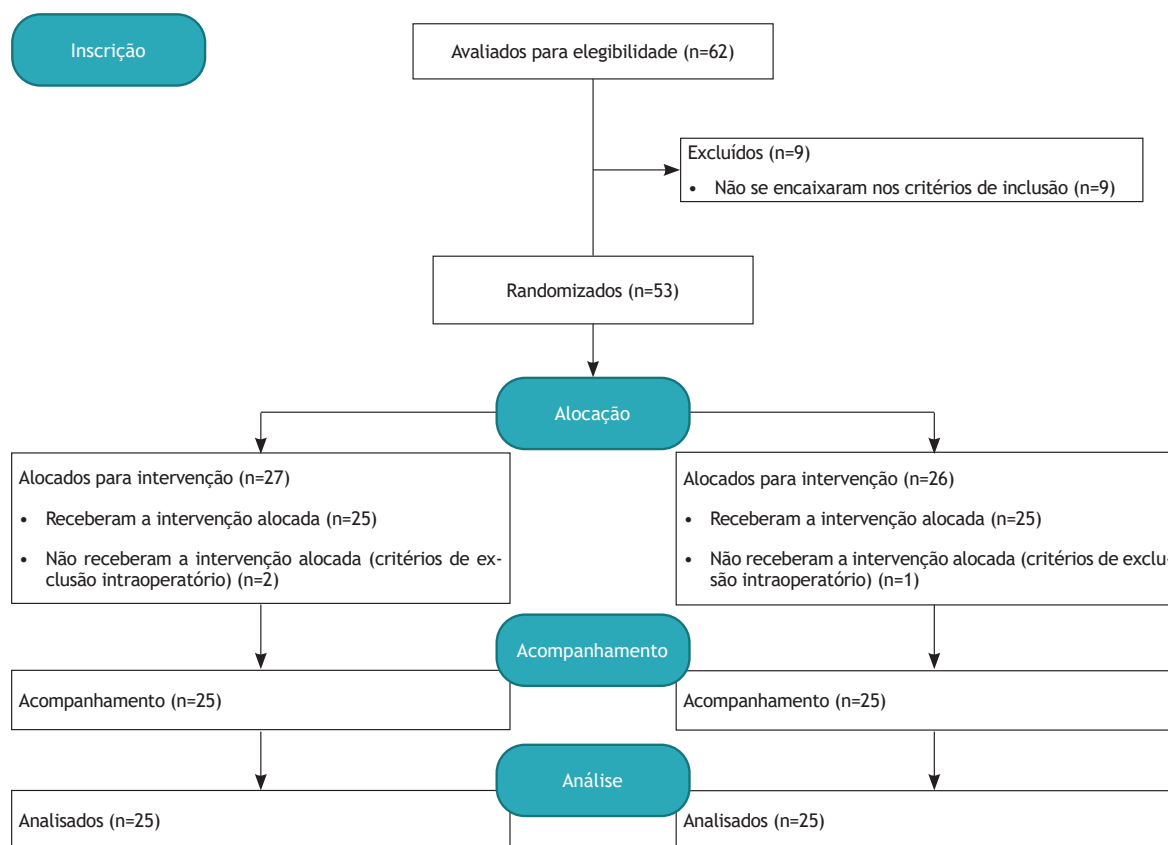 Inscrição
Avaliados para elegibilidade (n=62)
Excluídos (n=9)
• Não se encaixaram nos critérios de inclusão (n=9)
Randomizados (n=53)
Alocação
Alocados para intervenção (n=27)
• Receberam a intervenção alocada (n=25)
• Não receberam a intervenção alocada (critérios de ex-
clusão intraoperatório) (n=2)
Alocados para intervenção (n=26)
• Receberam a intervenção alocada (n=25)
• Não receberam a intervenção alocada (critérios de exclu-
são intraoperatório) (n=1)
Acompanhamento
Acompanhamento (n=25)
Acompanhamento (n=25)
Análise
Analisados (n=25)
Analisados (n=25)